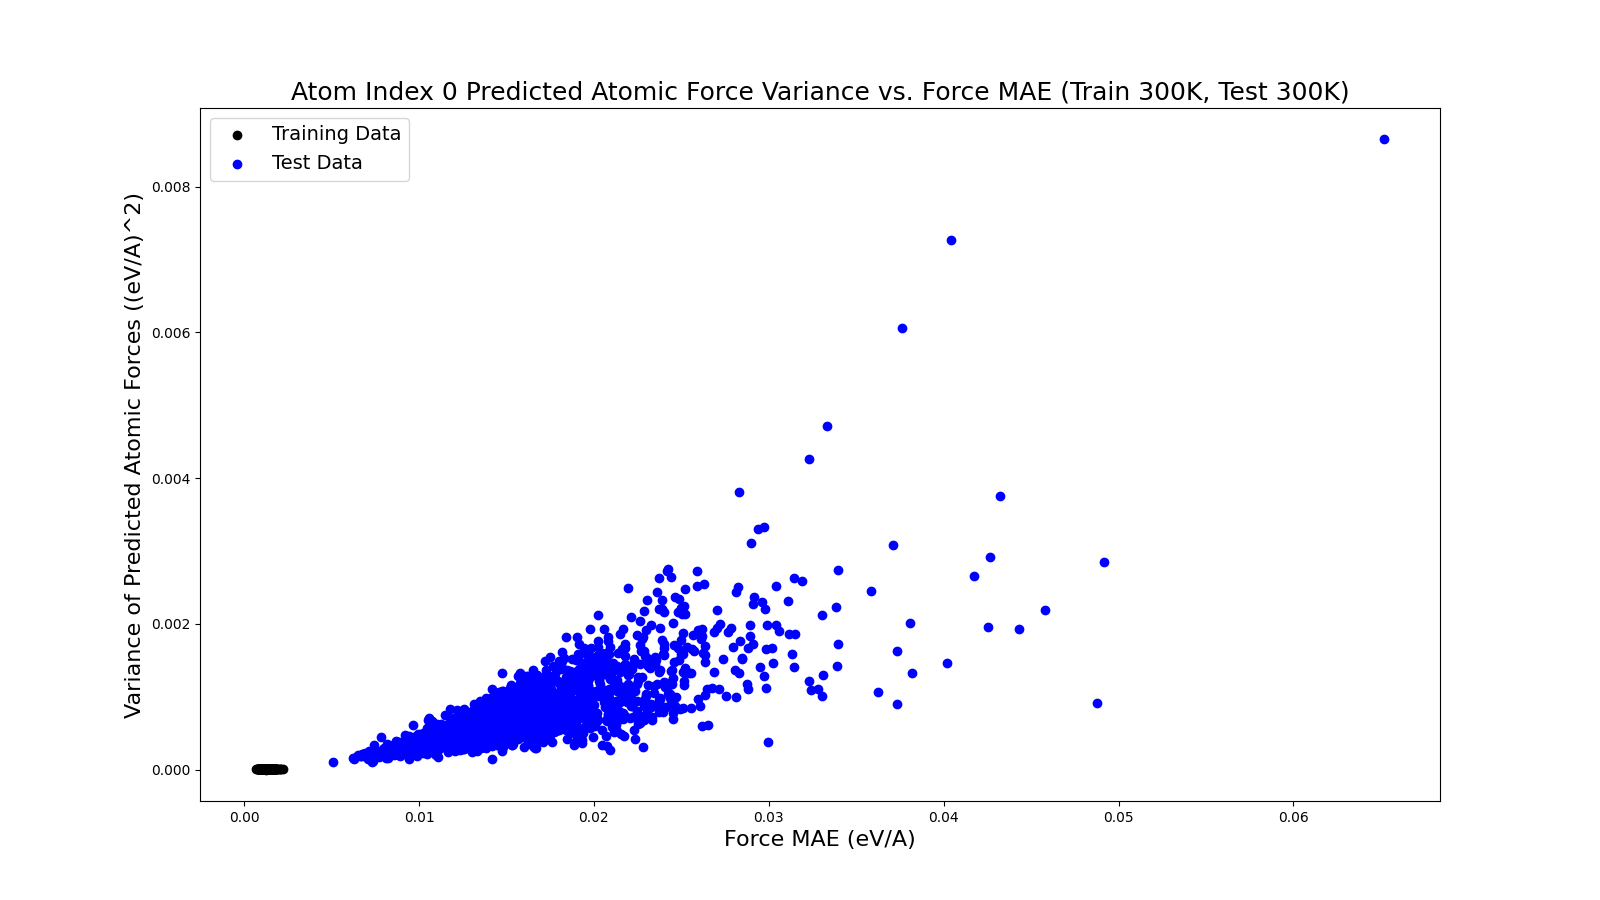 Atom Index 0 Predicted Atomic Force Variance vs. Force MAE (Train 300K, Test 300K)
Training Data
Test Data
Variance of Predicted Atomic Forces ((eV/A)^2)
0.008
0.006
0.004
0.002
0.000
0.00 0.01 0.02 0.03 0.04 0.05 0.06
Force MAE (eV/A)